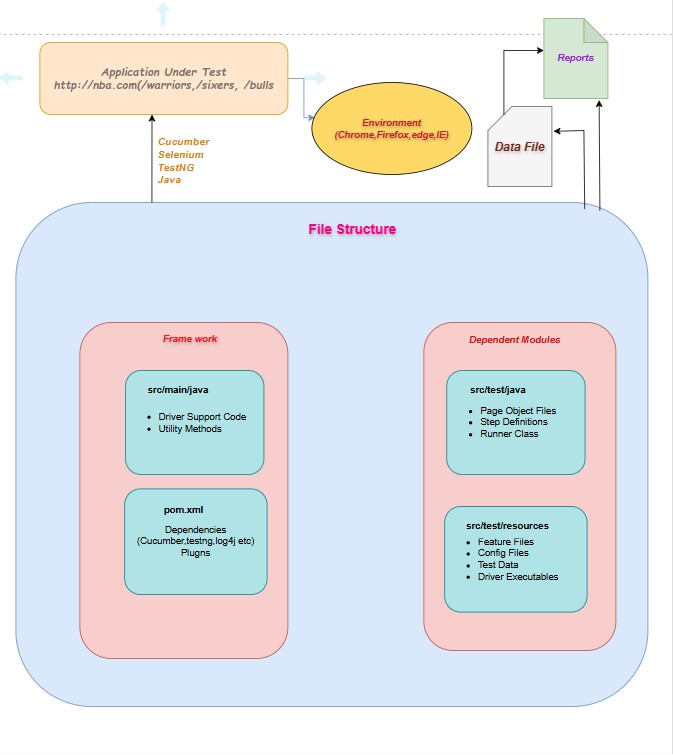 Reports
Application Under Test
http://nba.com(/warriors,/sixers, /bulls
Environment
(Chrome,Firefox,edge,IE)
Data File
Cucumber
Selenium
TestNG
Java
File Structure
Frame work
src/main/java
Driver Support Code
Utility Methods
pom.xml
Dependencies
(Cucumber,testng,log4j etc)
Plugns
Dependent Modules
src/test/java
Page Object Files
Step Definitions
Runner Class
src/test/resources
Feature Files
Config Files
Test Data
Driver Executables